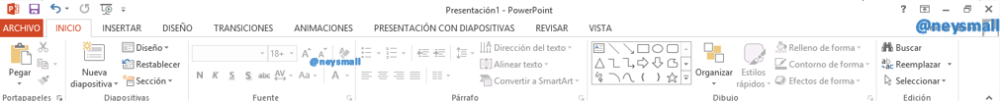 Presentación1 - PowerPoint
?
ARCHIVO INICIO INSERTAR DISEÑO TRANSICIONES ANIMACIONES PRESENTACIÓN CON DIAPOSITIVAS REVISAR VISTA @neysmall
Pegar
Portapapeles
Nueva diapositiva
Diseño
Restablecer
Sección
Diapositivas
18+ A A @neysmall
N K S S abc AV Aa A
Fuente
Dirección del texto
Alinear texto
Convertir a SmartArt
Párrafo
Organizar
Estilos rápidos
Relleno de forma
Contorno de forma
Efectos de forma
Dibujo
Buscar
Reemplazar
Seleccionar
Edición